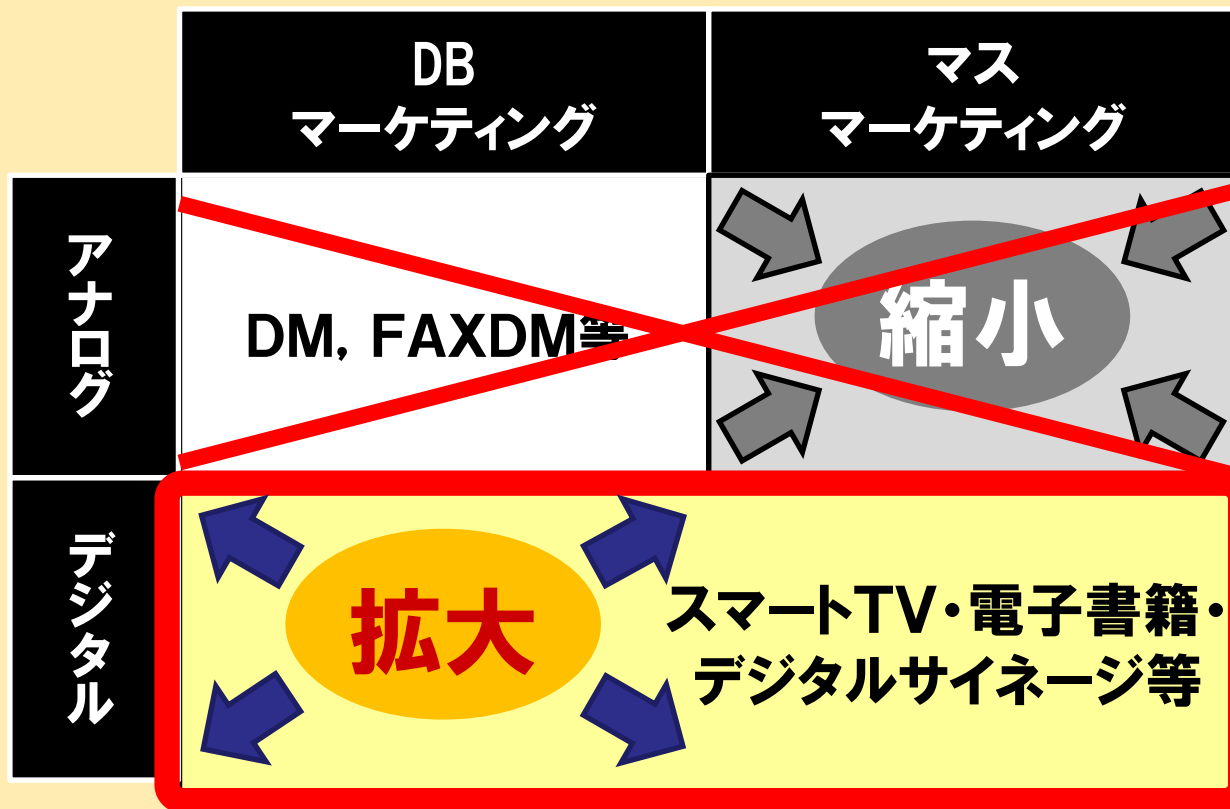 DB
マーケティング
マス
マーケティング
アナログ
DM, FAXDM等
縮小
デジタル
拡大
スマートTV・電子書籍・
デジタルサイネージ等